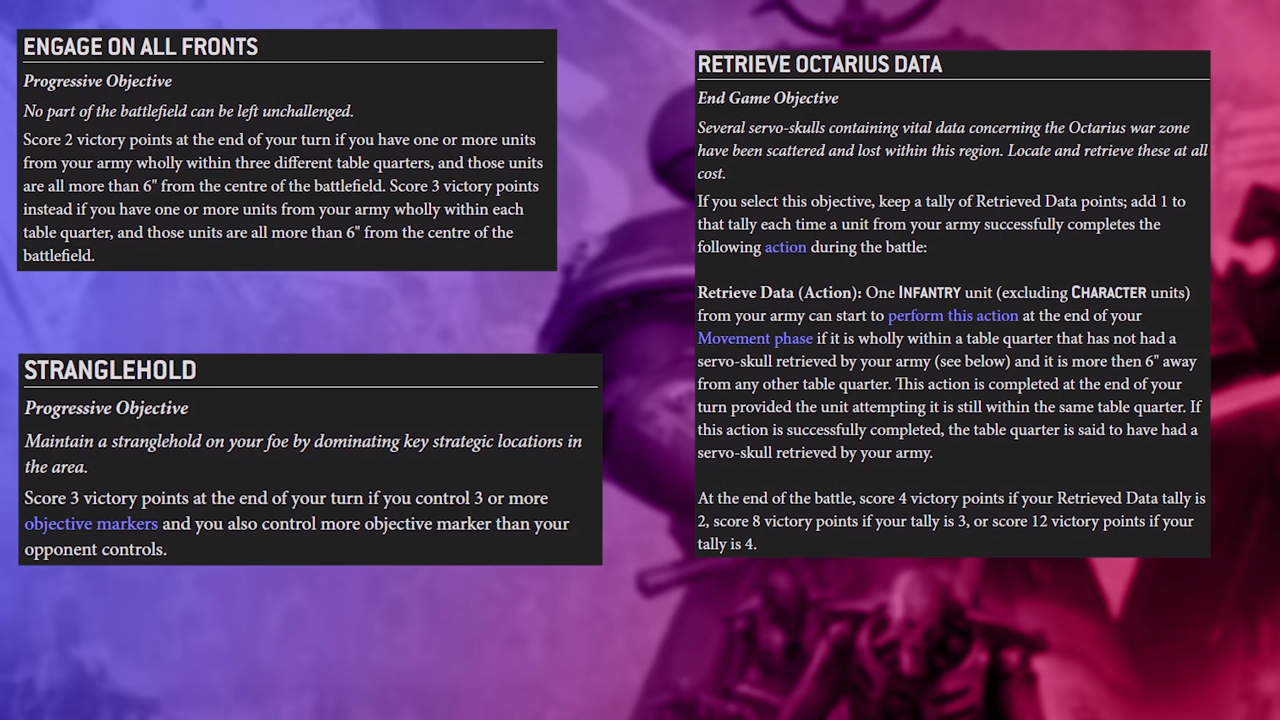 ENGAGE ON ALL FRONTS
Progressive Objective
No part of the battlefield can be left unchallenged.
Score 2 victory points at the end of your turn if you have one or more units
from your army wholly within three different table quarters, and those units
are all more than 6" from the centre of the battlefield. Score 3 victory points
instead if you have one or more units from your army wholly within each
table quarter, and those units are all more than 6" from the centre of the
battlefield.
STRANGLEHOLD
Progressive Objective
Maintain a stranglehold on your foe by dominating key strategic locations in
the area.
Score 3 victory points at the end of your turn if you control 3 or more
objective markers and you also control more objective marker than your
opponent controls.
RETRIEVE OCTARIUS DATA
End Game Objective
Several servo-skulls containing vital data concerning the Octarius war zone
have been scattered and lost within this region. Locate and retrieve these at all
cost.
If you select this objective, keep a tally of Retrieved Data points; add 1 to
that tally each time a unit from your army successfully completes the
following action during the battle:
Retrieve Data (Action): One INFANTRY unit (excluding CHARACTER units)
from your army can start to perform this action at the end of your
Movement phase if it is wholly within a table quarter that has not had a
servo-skull retrieved by your army (see below) and it is more then 6" away
from any other table quarter. This action is completed at the end of your
turn provided the unit attempting it is still within the same table quarter. If
this action is successfully completed, the table quarter is said to have had a
servo-skull retrieved by your army.
At the end of the battle, score 4 victory points if your Retrieved Data tally is
2, score 8 victory points if your tally is 3, or score 12 victory points if your
tally is 4.